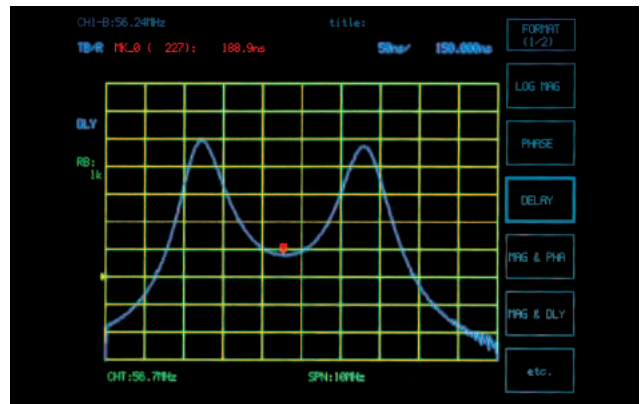 CH1-B:56.24MHz title:
TB/R MK_0 ( 227): 188.9ns 50ns/ 150.000ns
DLY
RB:
1k
CNT:56.7MHz SPN:10MHz
FORMAT
(1/2)
LOG MAG
PHASE
DELAY
MAG & PHA
MAG & DLY
etc.